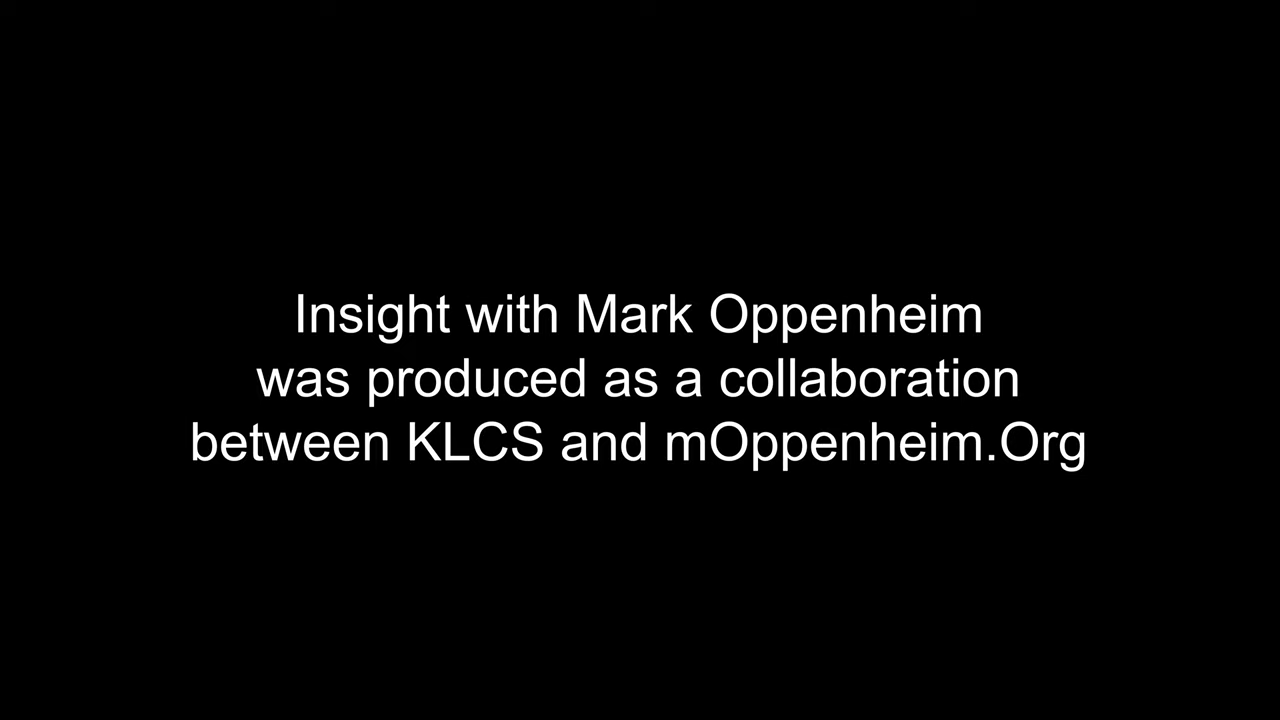 Insight with Mark Oppenheim
was produced as a collaboration
between KLCS and mOppenheim.Org